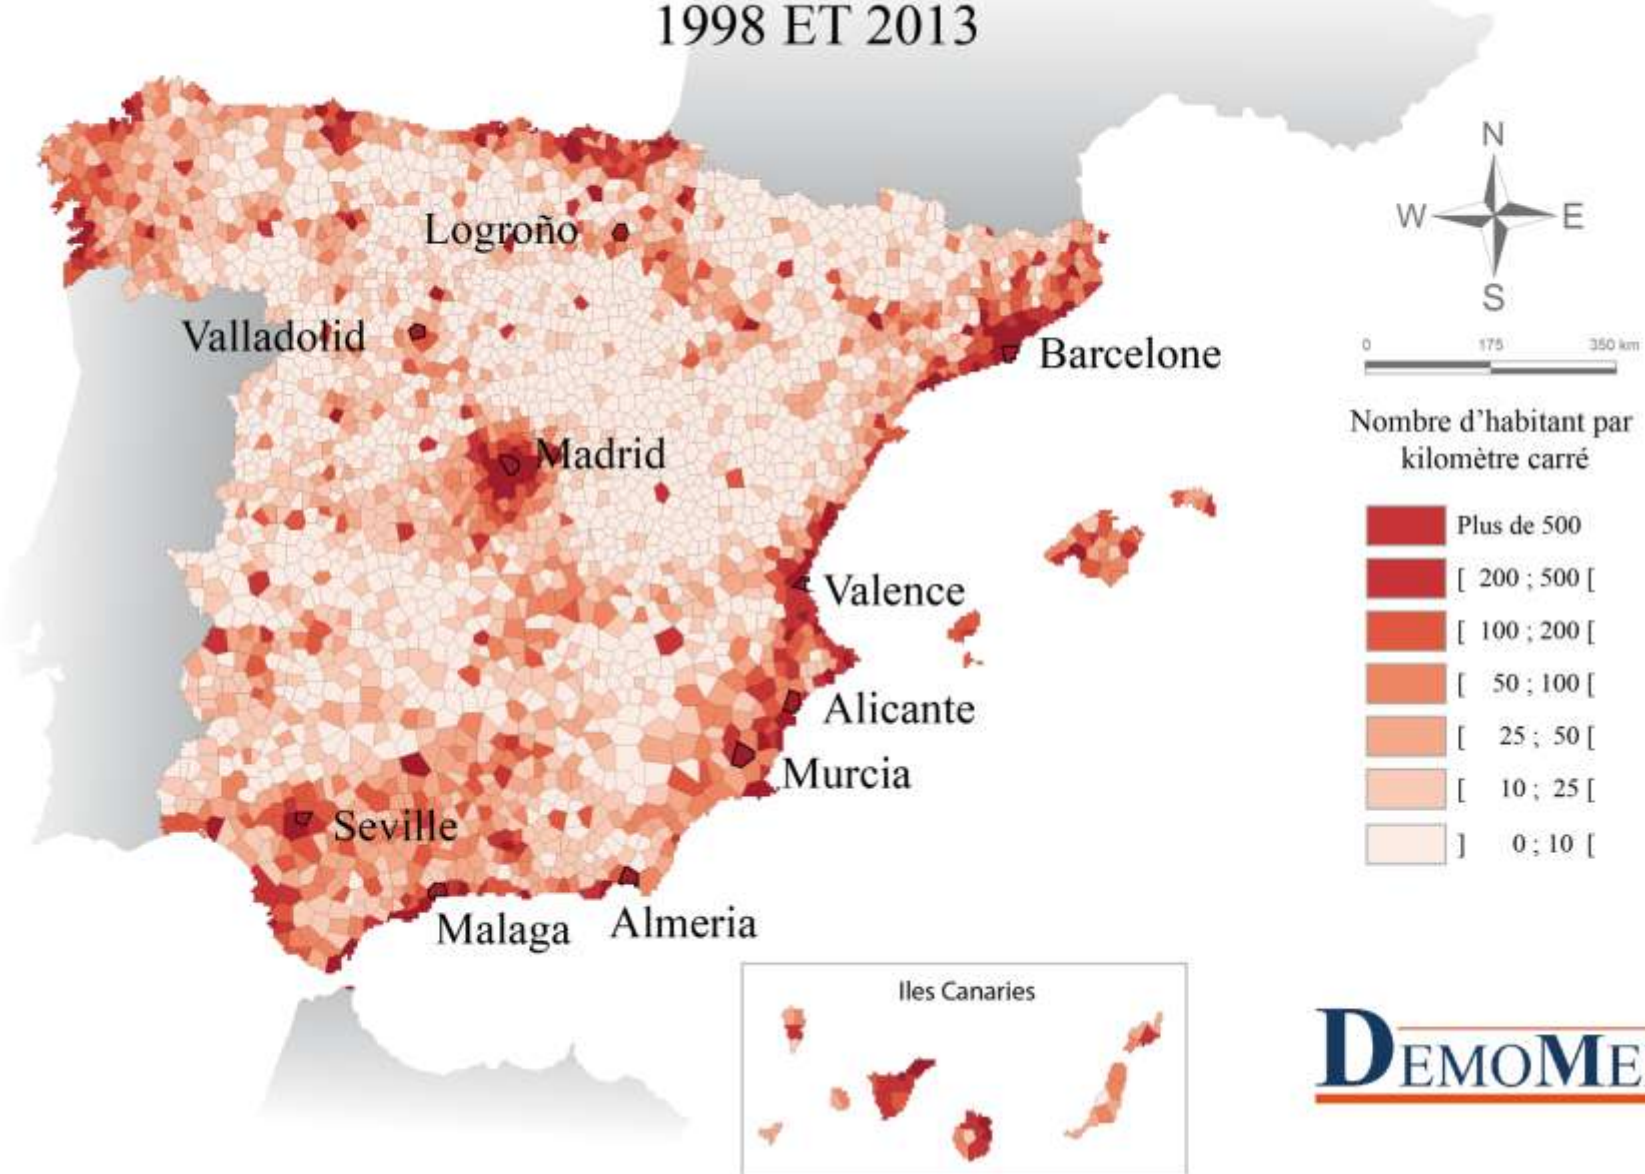 1998 ET 2013
N
W
E
S
0 175 350 km
Logroño
Valladolid
Barcelone
Madrid
Valence
Alicante
Murcia
Seville
Malaga
Almeria
Nombre d'habitant par
kilomètre carré
Plus de 500
[ 200 ; 500 [
[ 100 ; 200 [
[ 50 ; 100 [
[ 25 ; 50 [
[ 10 ; 25 [
] 0 ; 10 [
Iles Canaries
DEMOME